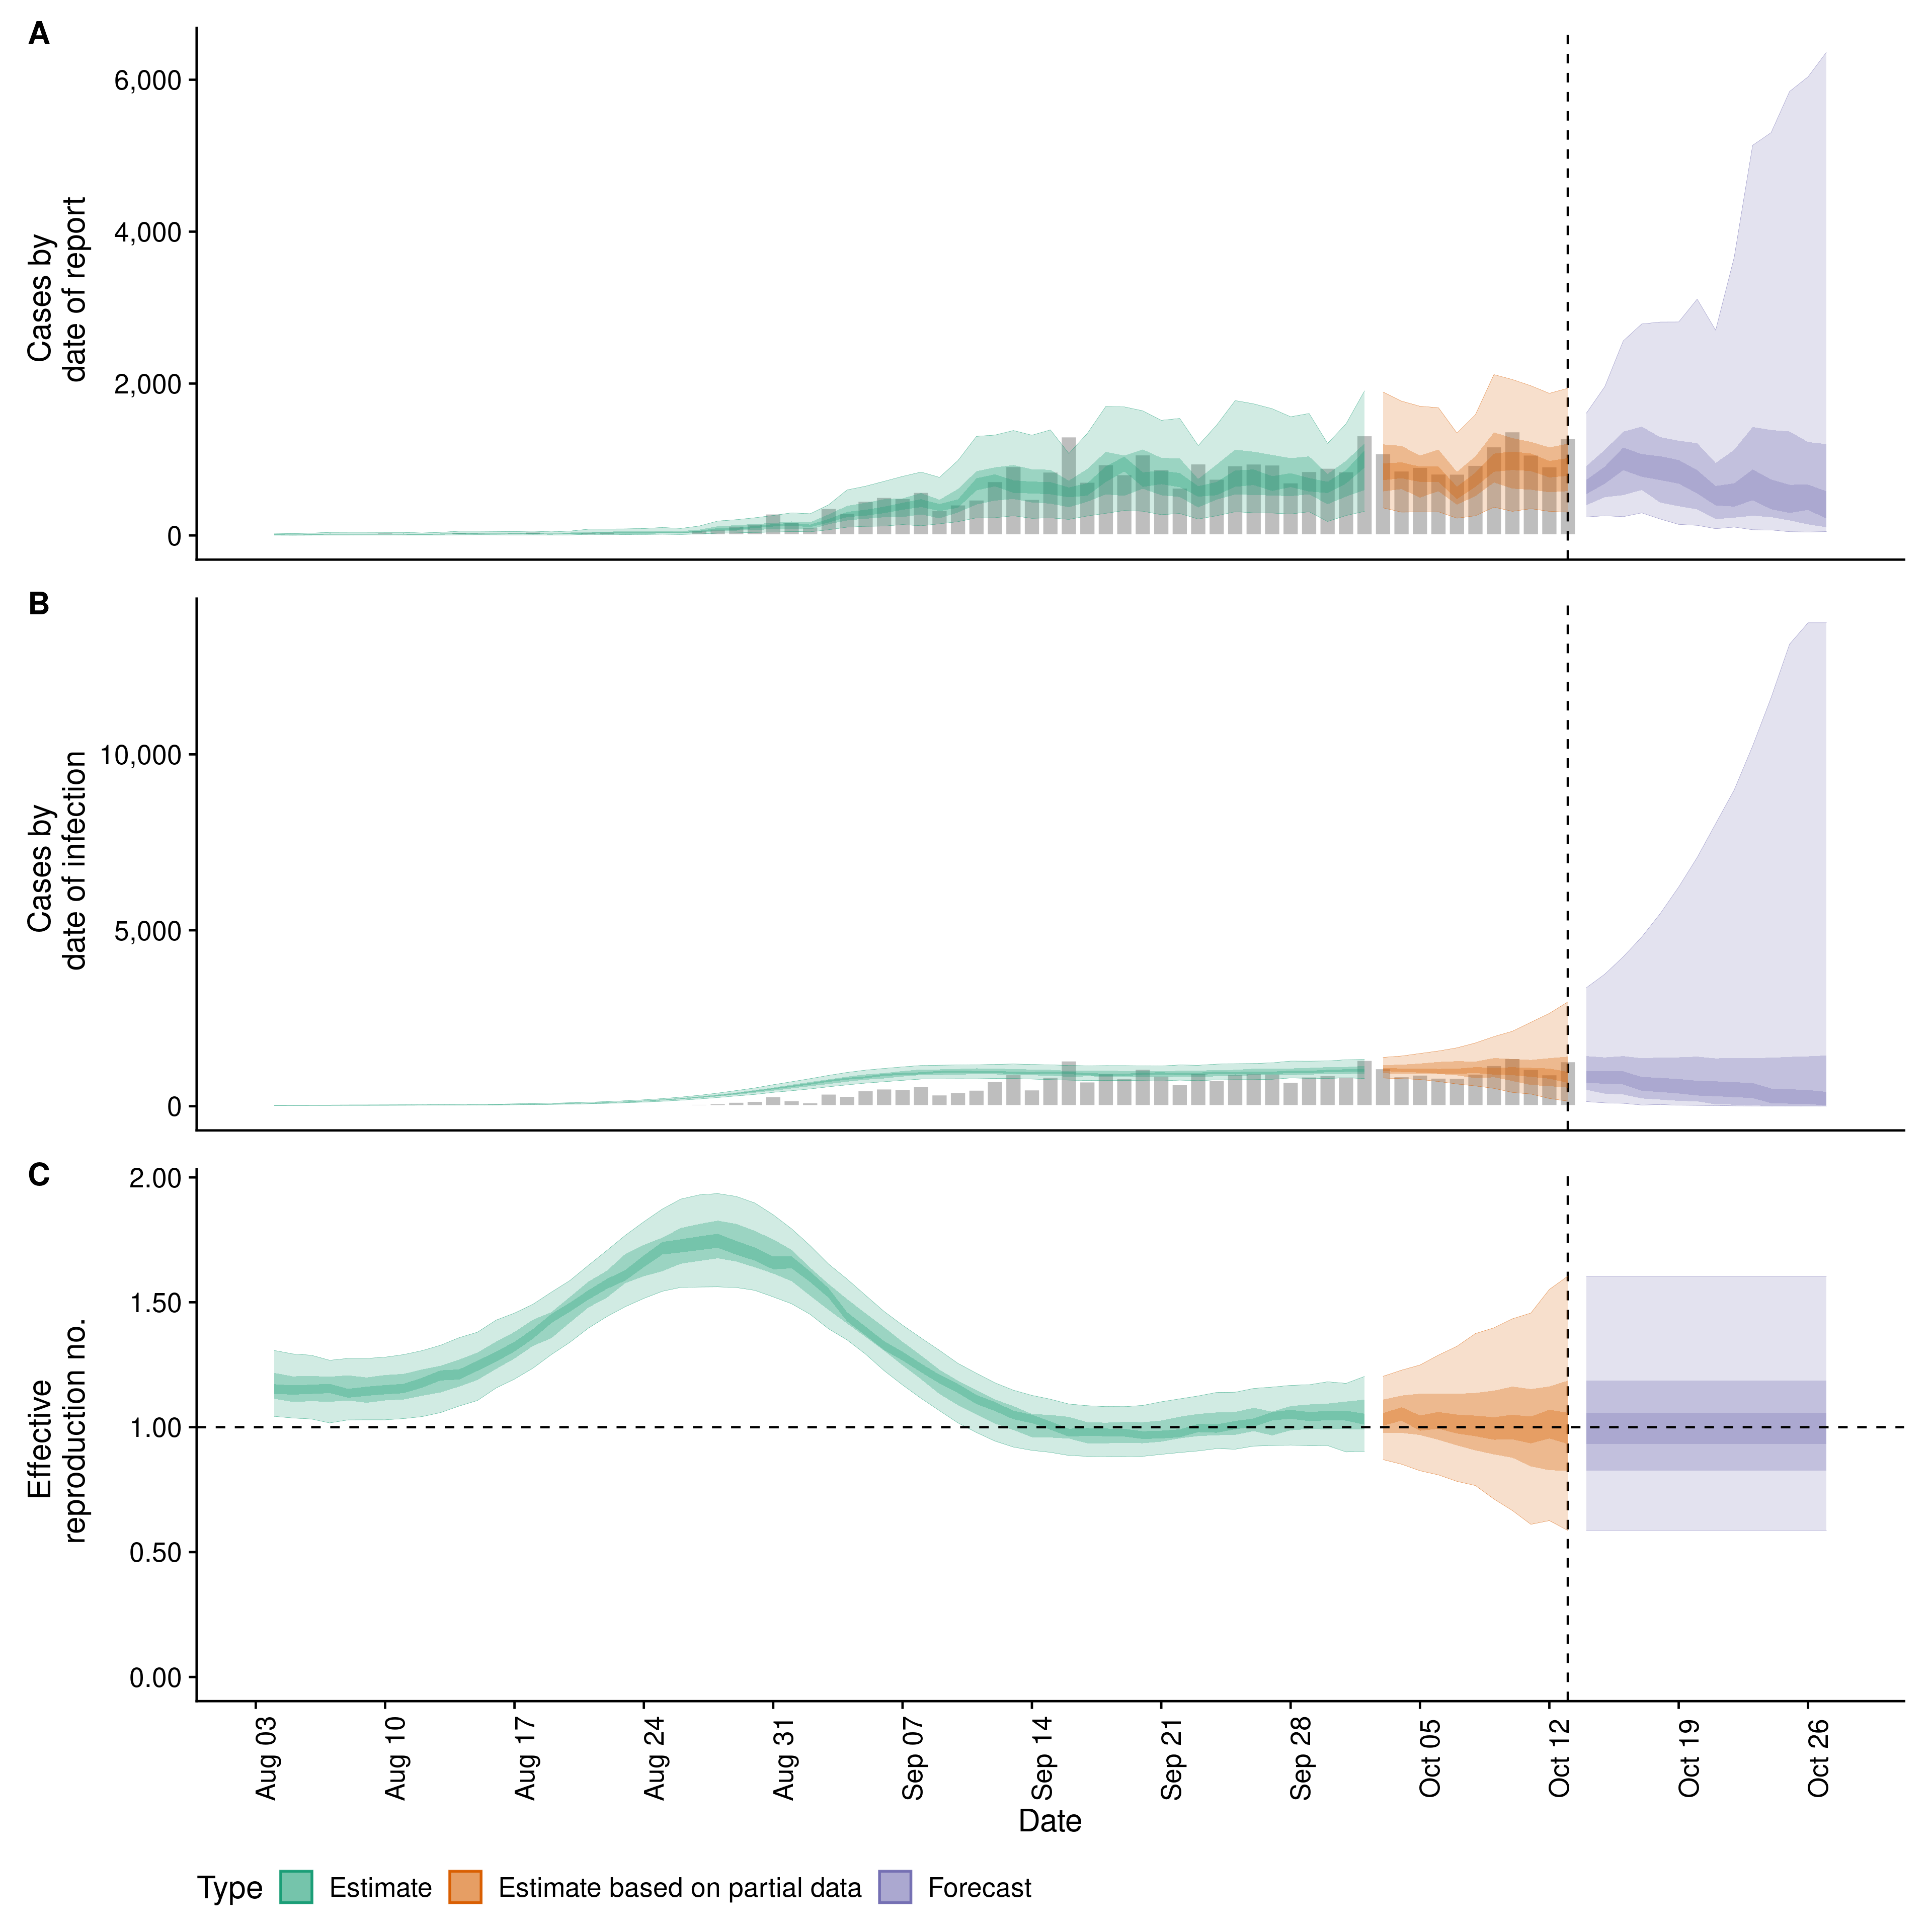 A
Cases by
date of report
6,000
4,000
2,000
0
B
Cases by
date of infection
10,000
5,000
0
C
Effective
reproduction no.
2.00
1.50
1.00
0.50
0.00
Aug 03
Aug 10
Aug 17
Aug 24
Aug 31
Sep 07
Sep 14
Sep 21
Sep 28
Oct 05
Oct 12
Oct 19
Oct 26
Date
Type Estimate Estimate based on partial data Forecast